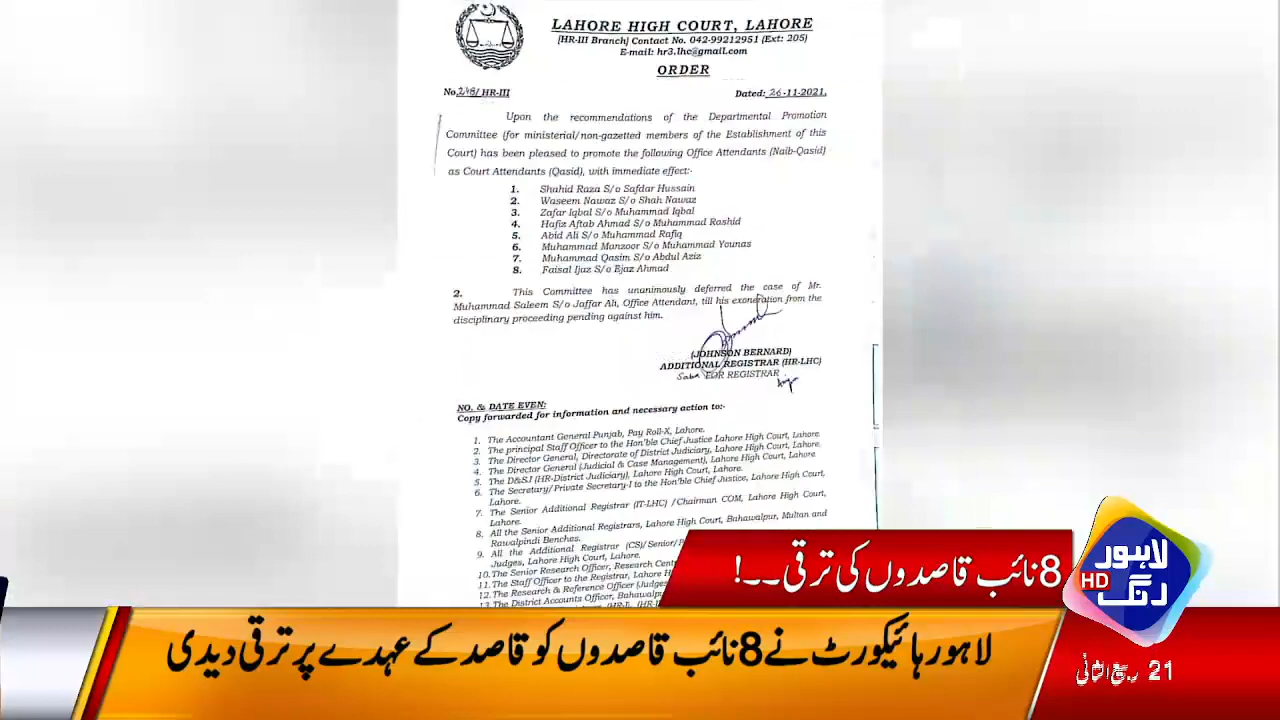 LAHORE HIGH COURT, LAHORE
(HR-III Branch) Contact No. 042-99212951 (Ext: 205)
E-mail: hr3.lhc@gmail.com
ORDER
No. 248/ HR-III Dated: 26-11-2021.
Upon the recommendations of the Departmental Promotion
Committee (for ministerial/non-gazetted members of the Establishment of this
Court) has been pleased to promote the following Office Attendants (Naib-Qasid)
as Court Attendants (Qasid), with immediate effect:-
1. Shahid Raza S/o Safdar Hussain
2. Waseem Nawaz S/o Shah Nawaz
3. Zafar Iqbal S/o Muhammad Iqbal
4. Hafiz Aftab Ahmad S/o Muhammad Rashid
5. Abid Ali S/o Muhammad Rafiq
6. Muhammad Manzoor S/o Muhammad Younas
7. Muhammad Qasim S/o Abdul Aziz
8. Faisal Ijaz S/o Ejaz Ahmad
2. This Committee has unanimously deferred the case of Mr.
Muhammad Saleem S/o Jaffar Ali, Office Attendant, till his exoneration from the
disciplinary proceeding pending against him.
(JOHNSON BERNARD)
ADDITIONAL REGISTRAR (HR-LHC)
FOR REGISTRAR
NO. & DATE EVEN:
Copy forwarded for information and necessary action to:-
1. The Accountant General Punjab, Pay Roll-X, Lahore.
2. The principal Staff Officer to the Hon'ble Chief Justice Lahore High Court, Lahore.
3. The Director General, Directorate of District Judiciary, Lahore High Court, Lahore.
4. The Director General (Judicial & Case Management), Lahore High Court, Lahore
5. The D&SJ (HR-District Judiciary), Lahore High Court, Lahore.
6. The Secretary/Private Secretary-I to the Hon'ble Chief Justice, Lahore High Court,
Lahore.
7. The Senior Additional Registrar (IT-LHC) /Chairman COM, Lahore High Court,
Lahore.
8. All the Senior Additional Registrars, Lahore High Court, Bahawalpur, Multan and
Rawalpindi Benches.
9. All the Additional Registrar (CS)/Senior/
Judges, Lahore High Court, Lahore.
10. The Senior Research Officer, Research
11. The Staff Officer to the Registrar, Lahore
12. The Research & Reference Officer
13. The District Accounts Officer, Bahawalpur
8 نائب قاصدوں کی ترقی۔۔!
لاہور
رنگ
HD
لاہور ہائیکورٹ نے 8 نائب قاصدوں کو قاصد کے عہدے پر ترقی دیدی
21 ربیع الثانی